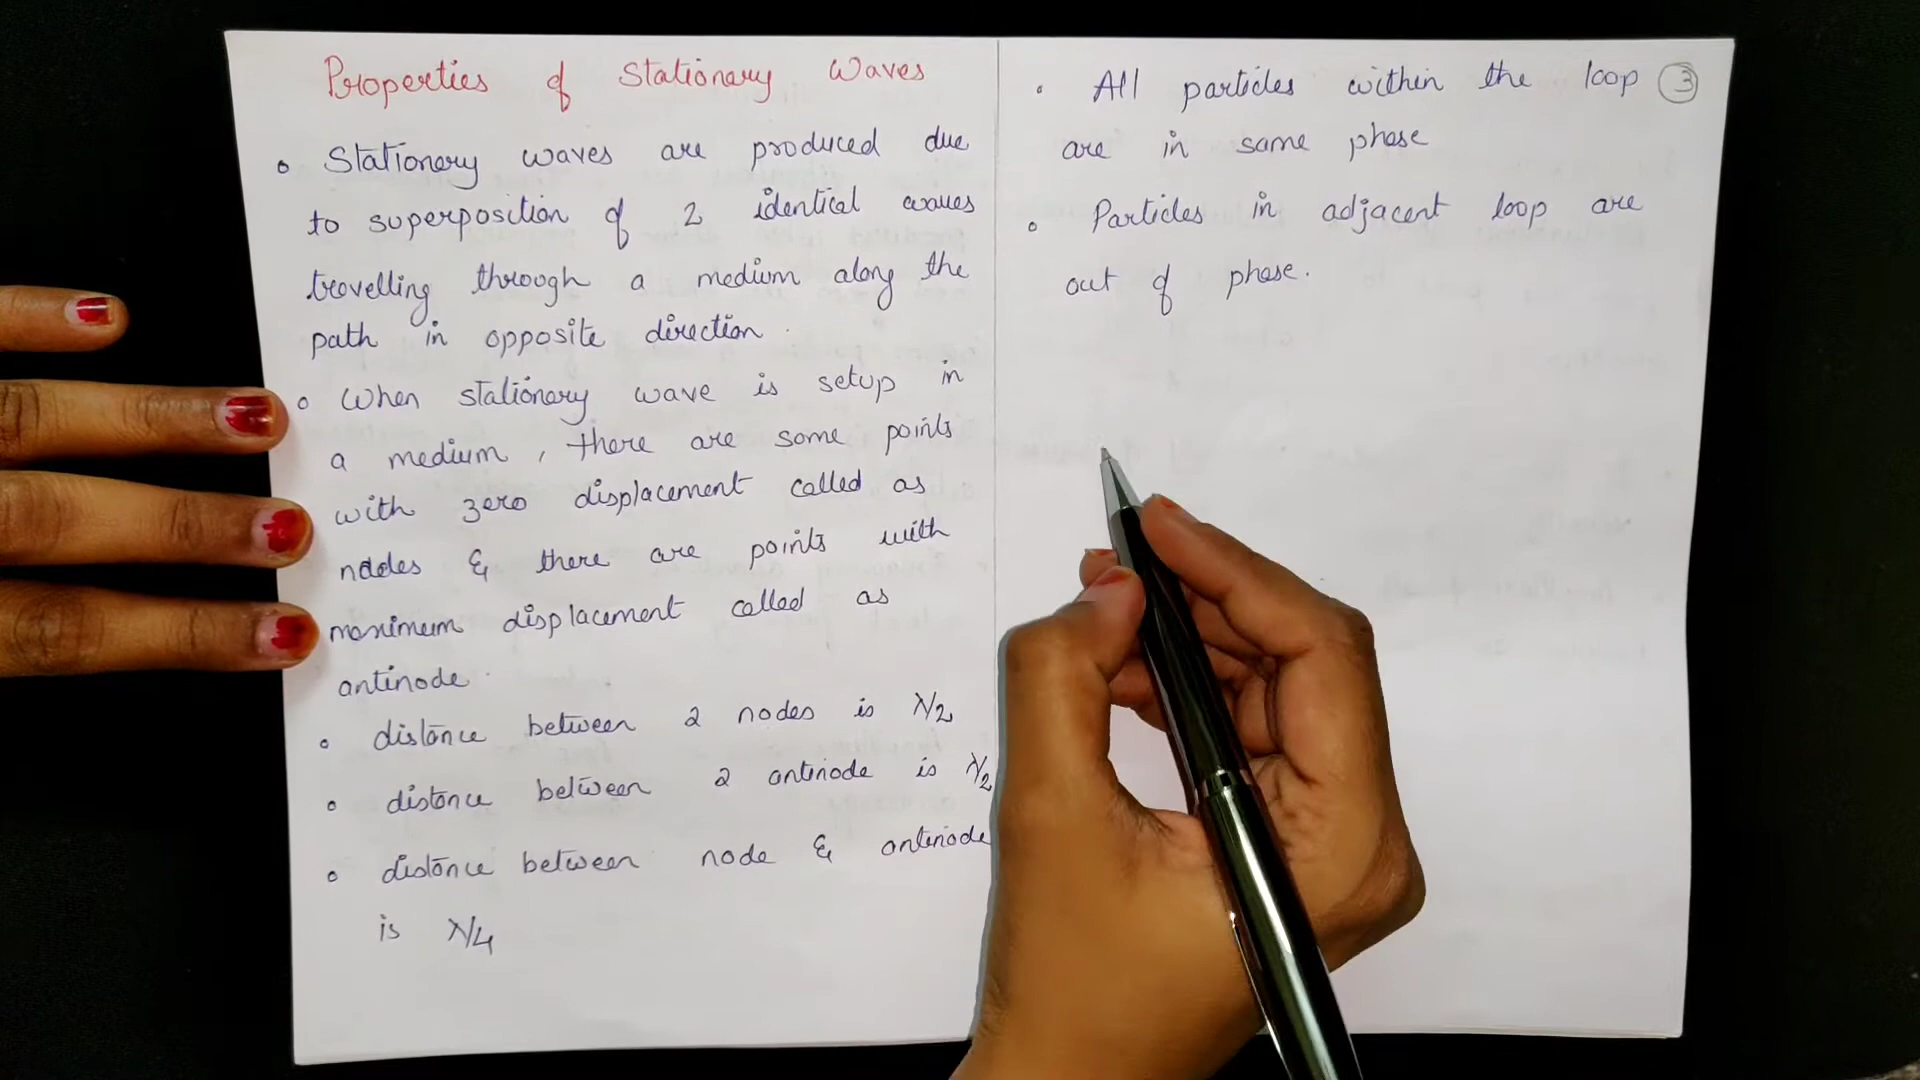 Properties of Stationary Waves
Stationary waves are produced due
to superposition of 2 identical waves
travelling through a medium along the
path in opposite direction.
When stationary wave is setup in
a medium, there are some points
with zero displacement called as
nodes & there are points with
maximum displacement called as
antinode.
distance between 2 nodes is λ/2
distance between 2 antinode is λ/2
distance between node & antinode
is λ/4
All particles within the loop 3
are in same phase
Particles in adjacent loop are
out of phase.